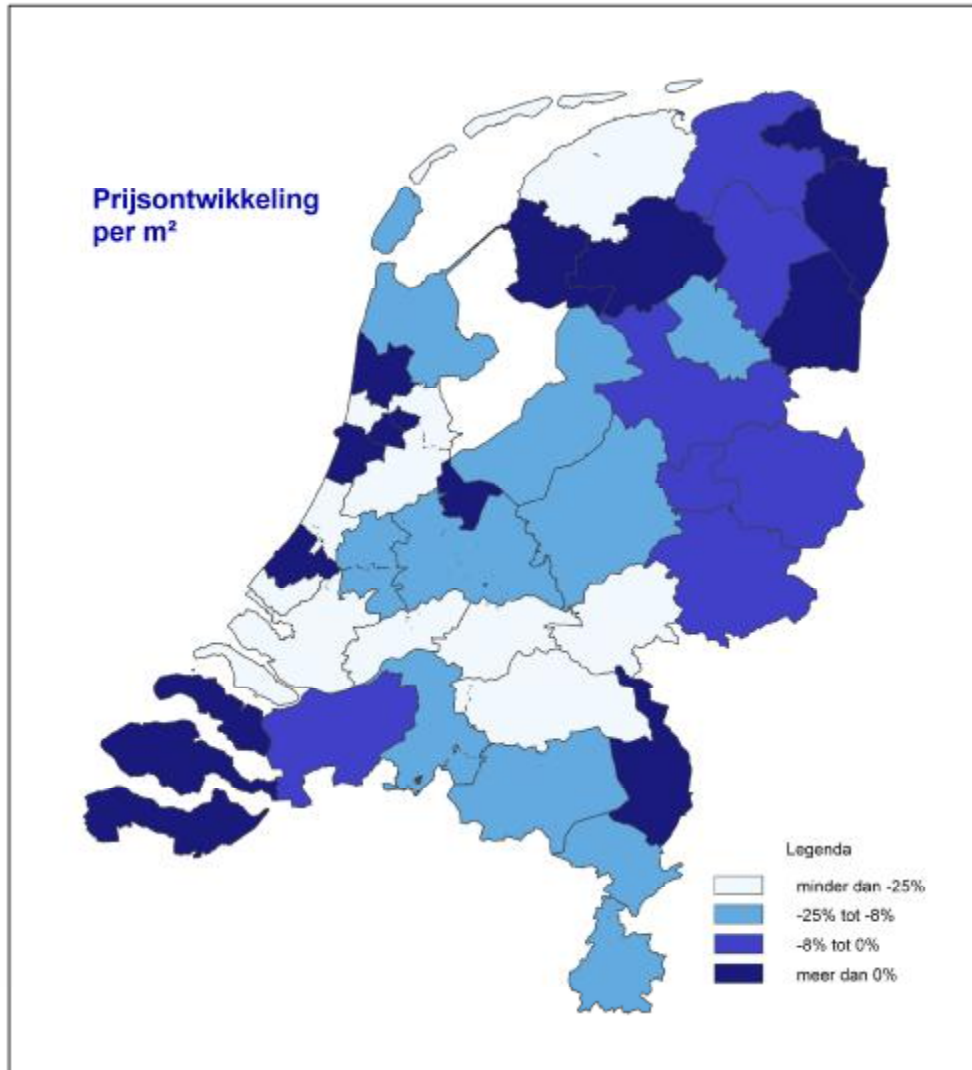 Prijsontwikkeling
per m²
Legenda
minder dan -25%
-25% tot -8%
-8% tot 0%
meer dan 0%